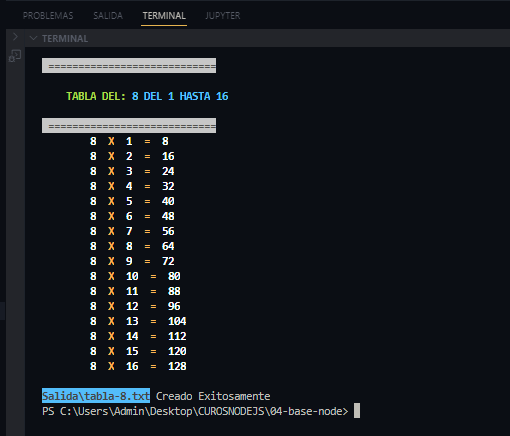 PROBLEMAS SALIDA TERMINAL JUPYTER
TERMINAL
============================
TABLA DEL: 8 DEL 1 HASTA 16
============================
8 X 1 = 8
8 X 2 = 16
8 X 3 = 24
8 X 4 = 32
8 X 5 = 40
8 X 6 = 48
8 X 7 = 56
8 X 8 = 64
8 X 9 = 72
8 X 10 = 80
8 X 11 = 88
8 X 12 = 96
8 X 13 = 104
8 X 14 = 112
8 X 15 = 120
8 X 16 = 128
Salida\tabla-8.txt Creado Exitosamente
PS C:\Users\Admin\Desktop\CUROSNODEJS\04-base-node>